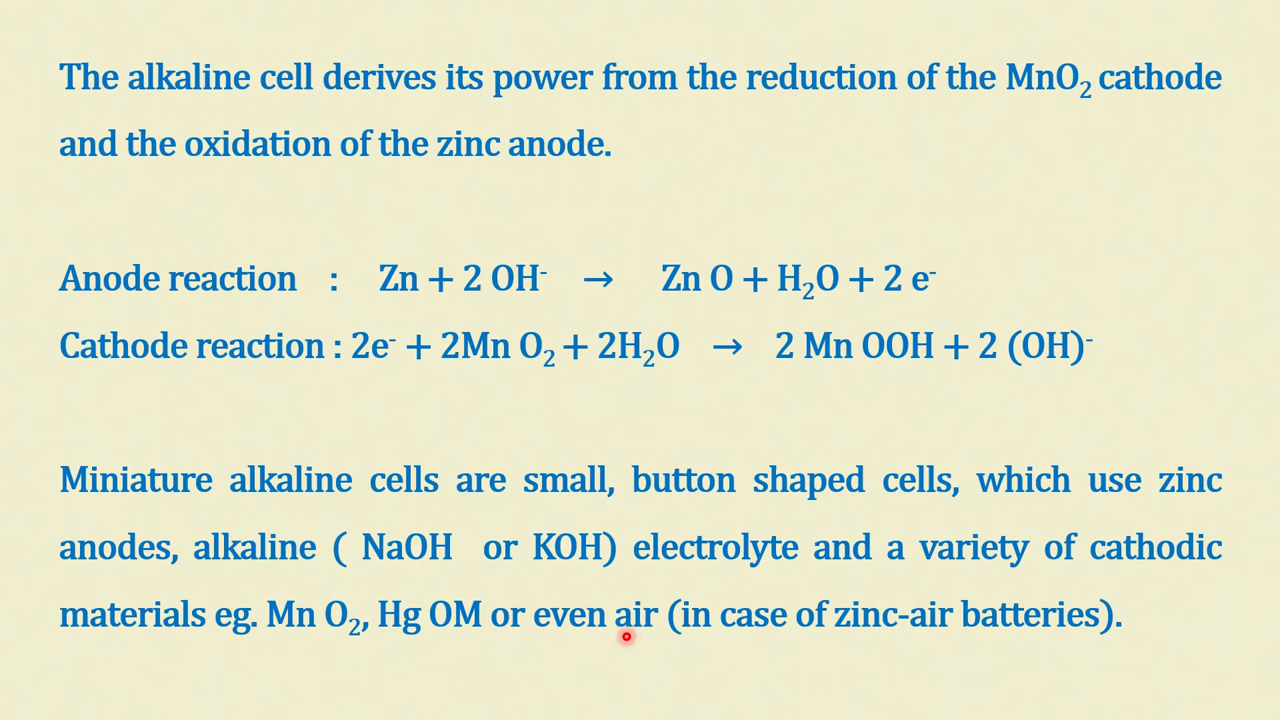 The alkaline cell derives its power from the reduction of the MnO₂ cathode
and the oxidation of the zinc anode.
Anode reaction : Zn + 2 OH⁻ → Zn O + H₂O + 2 e⁻
Cathode reaction : 2e⁻ + 2Mn O₂ + 2H₂O → 2 Mn OOH + 2 (OH)⁻
Miniature alkaline cells are small, button shaped cells, which use zinc
anodes, alkaline ( NaOH or KOH) electrolyte and a variety of cathodic
materials eg. Mn O₂, Hg OM or even air (in case of zinc-air batteries).